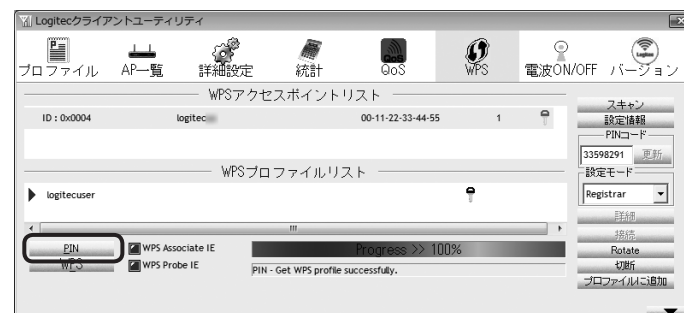 Logitecクライアントユーティリティ
プロファイル AP一覧 詳細設定 統計 QoS WPS 電波ON/OFF バージョン
WPSアクセスポイントリスト
ID : 0x0004 logitec 00-11-22-33-44-55 1
WPSプロファイルリスト
logitecuser
スキャン
設定情報
PINコード
33598291 更新
設定モード
Registrar
詳細
接続
Rotate
切断
プロファイルに追加
PIN WPS Associate IE Progress >> 100%
WPS WPS Probe IE PIN - Get WPS profile successfully.